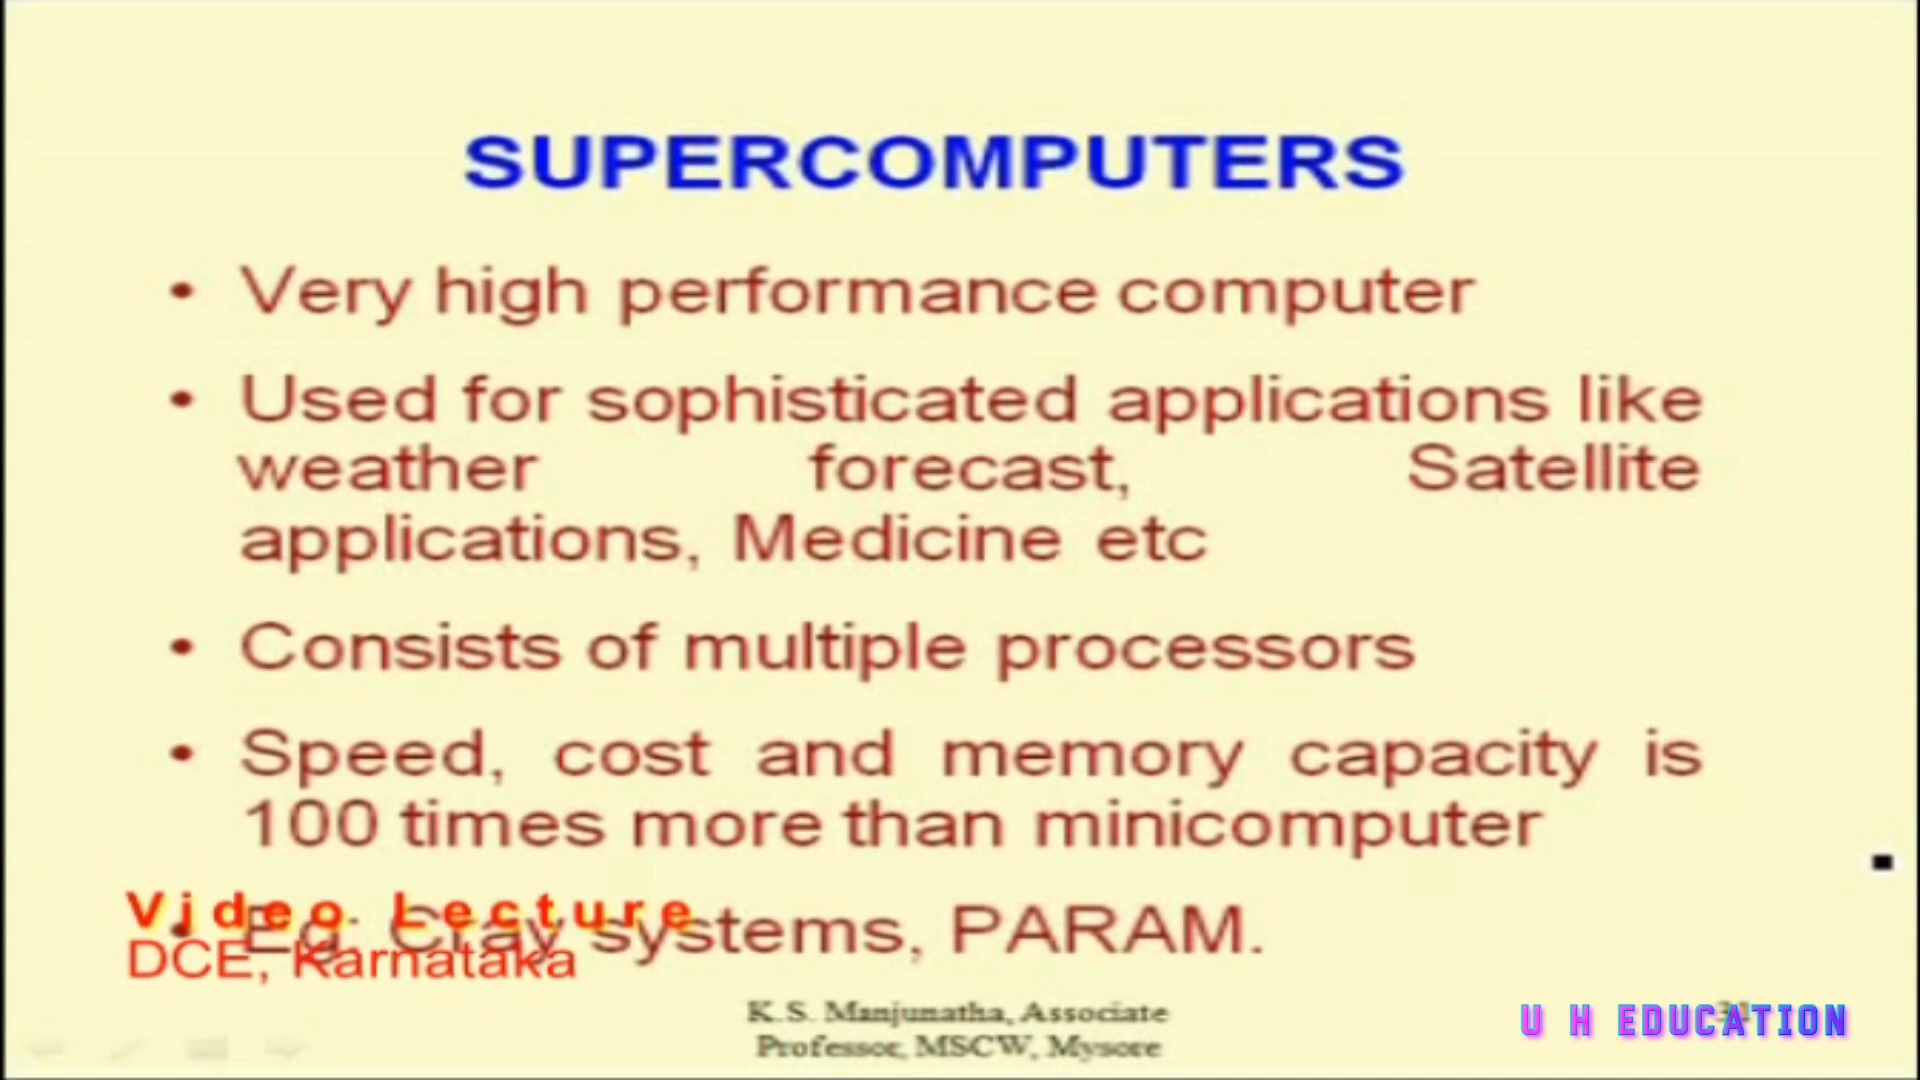 SUPERCOMPUTERS
• Very high performance computer
• Used for sophisticated applications like
weather forecast, Satellite
applications, Medicine etc
• Consists of multiple processors
• Speed, cost and memory capacity is
100 times more than minicomputer
• Eg: Cray systems, PARAM.
Video Lecture
DCE, Karnataka
K.S. Manjunatha, Associate
Professor, MSCW, Mysore
U H EDUCATION